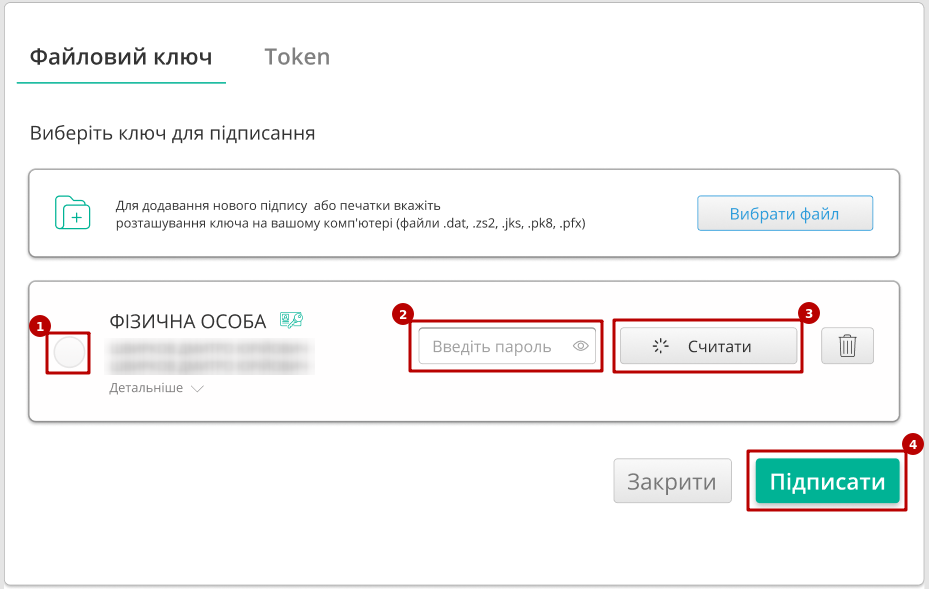 Файловий ключ Token
Виберіть ключ для підписання
Для додавання нового підпису або печатки вкажіть
розташування ключа на вашому комп'ютері (файли .dat, .zs2, .jks, .pk8, .pfx)
Вибрати файл
1
ФІЗИЧНА ОСОБА
Детальніше
2
Введіть пароль
3
Считати
Закрити
4
Підписати